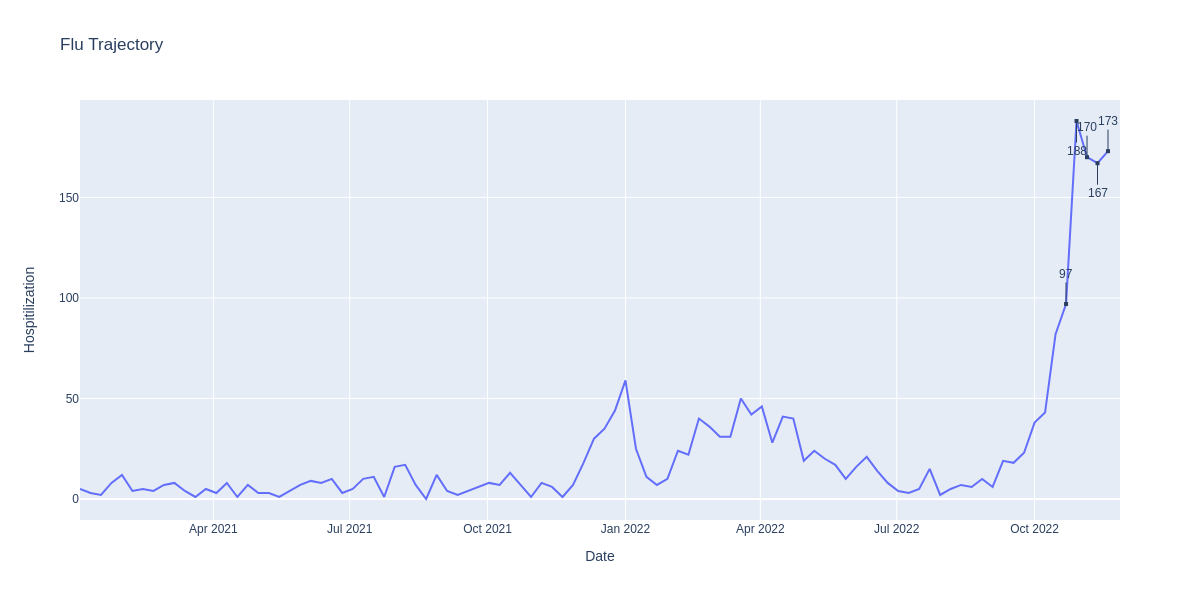 Flu Trajectory
Hospitilization
150
100
50
0
170
173
188
167
97
Apr 2021
Jul 2021
Oct 2021
Jan 2022
Apr 2022
Jul 2022
Oct 2022
Date